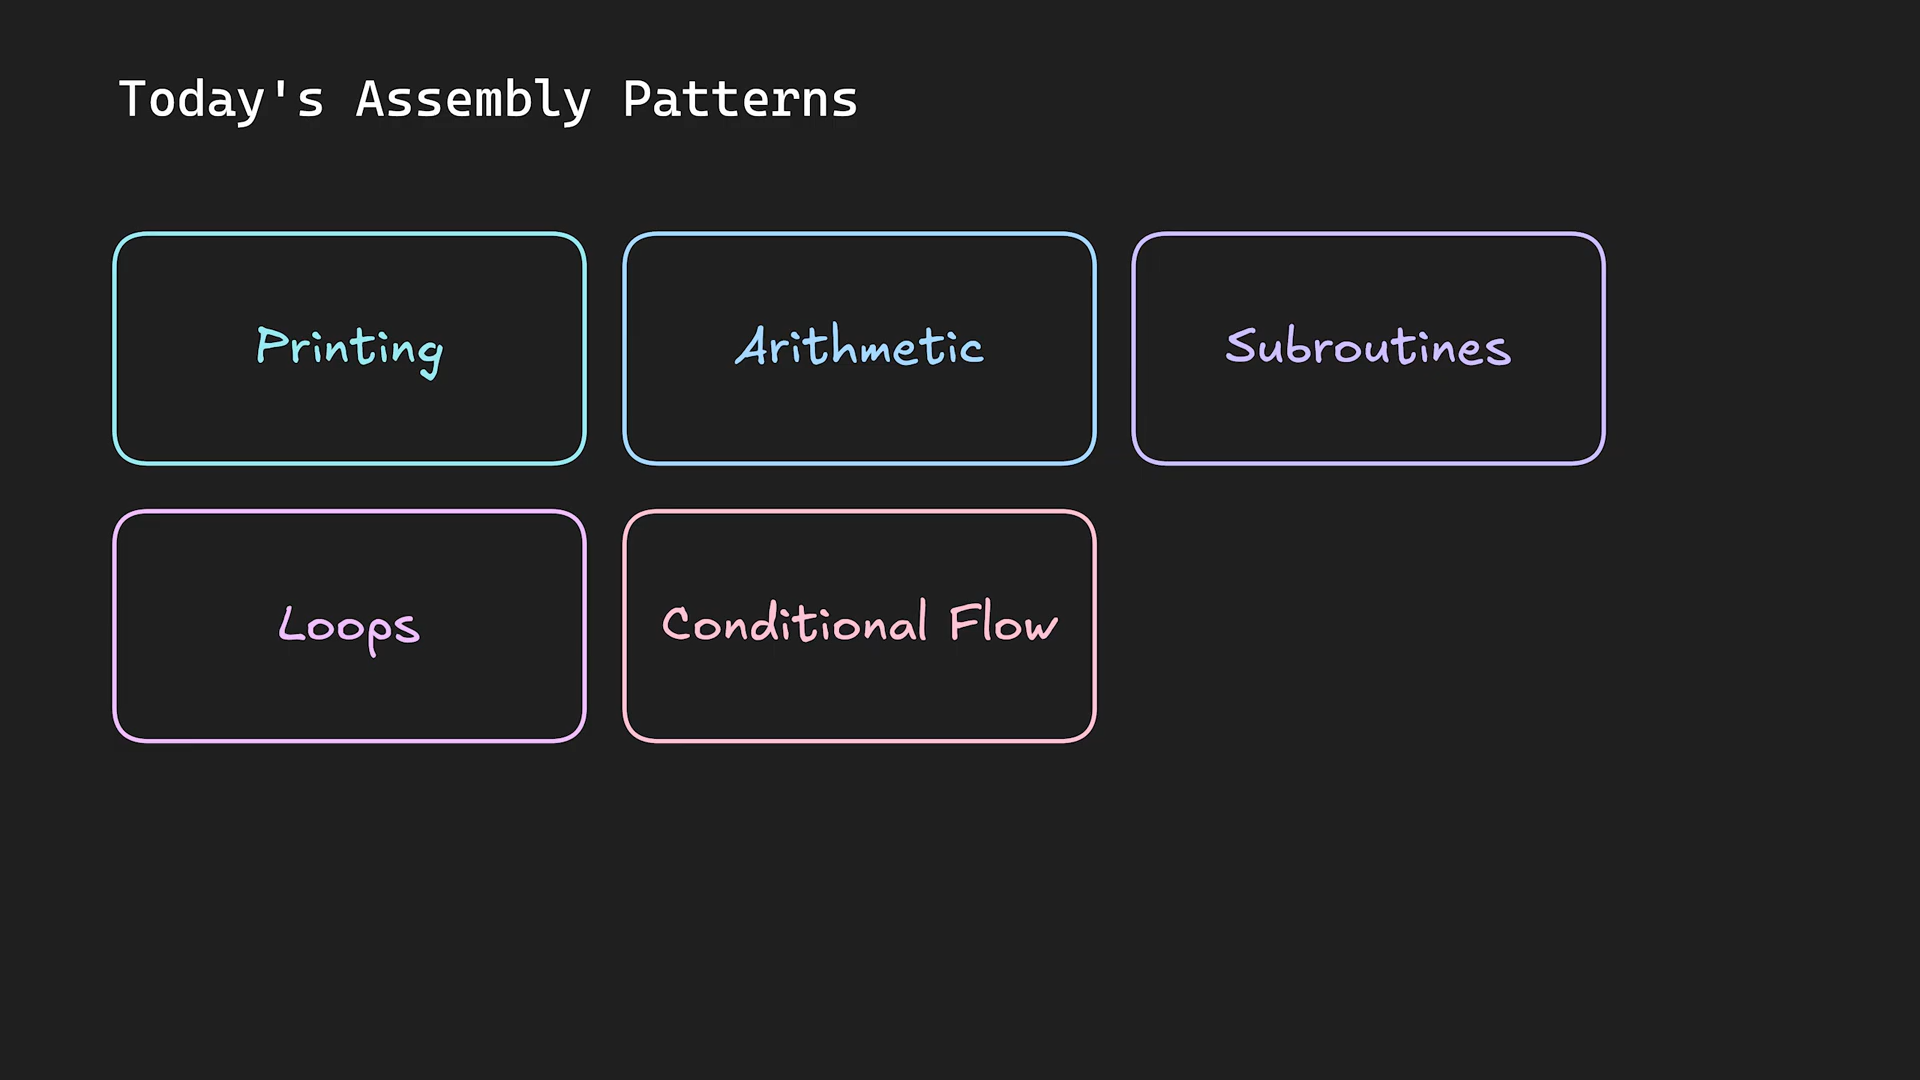 Today's Assembly Patterns
Printing
Arithmetic
Subroutines
Loops
Conditional Flow